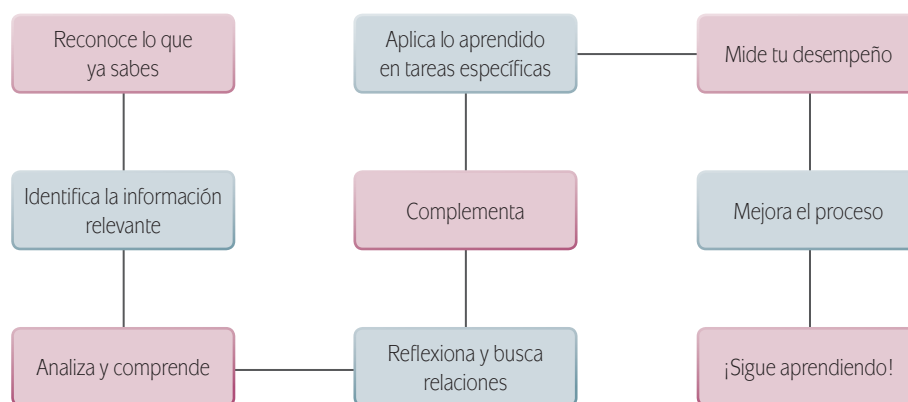 Reconoce lo que
ya sabes
Identifica la información
relevante
Analiza y comprende
Reflexiona y busca
relaciones
Complementa
Aplica lo aprendido
en tareas específicas
Mide tu desempeño
Mejora el proceso
¡Sigue aprendiendo!